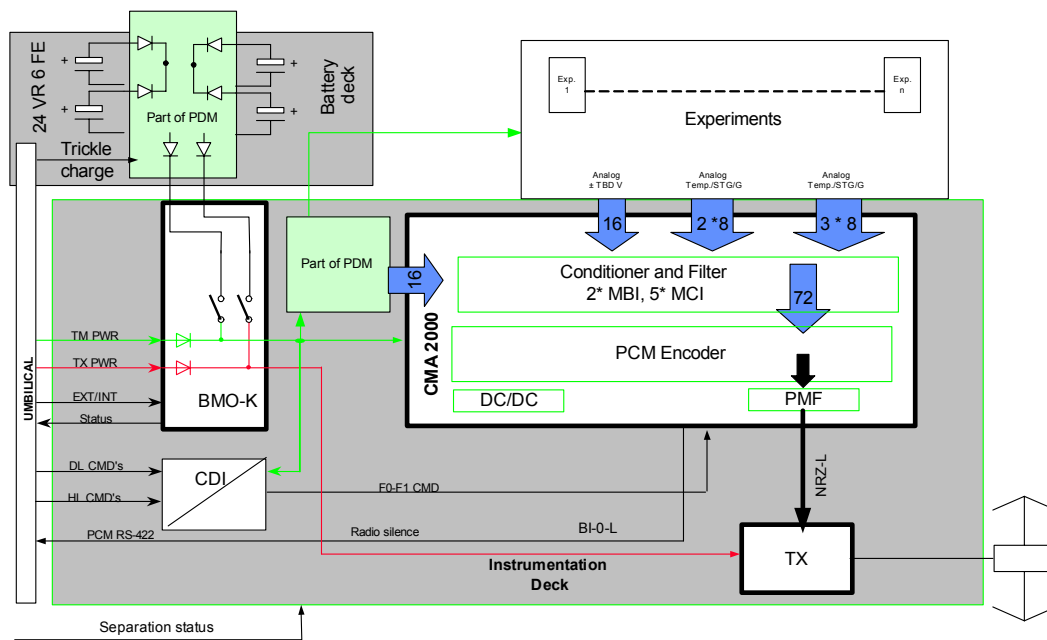 24 VR 6 FE
+
+
+
+
Part of PDM
Battery
deck
Trickle
charge
Exp.
1
Exp.
n
Experiments
Analog
± TBD V
Analog
Temp./STG/G
Analog
Temp./STG/G
16
2 *8
3 * 8
Part of PDM
16
CMA 2000
Conditioner and Filter
2* MBI, 5* MCI
72
PCM Encoder
DC/DC
PMF
UMBILICAL
TM PWR
TX PWR
EXT/INT
Status
BMO-K
DL CMD's
HL CMD's
CDI
F0-F1 CMD
NRZ-L
PCM RS-422
Radio silence
BI-0-L
TX
Instrumentation
Deck
Separation status